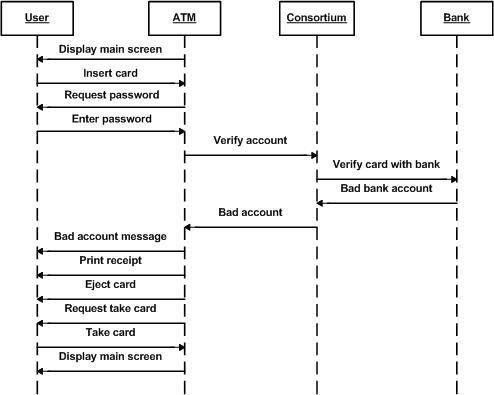 User ATM Consortium Bank
Display main screen
Insert card
Request password
Enter password
Verify account
Verify card with bank
Bad bank account
Bad account
Bad account message
Print receipt
Eject card
Request take card
Take card
Display main screen